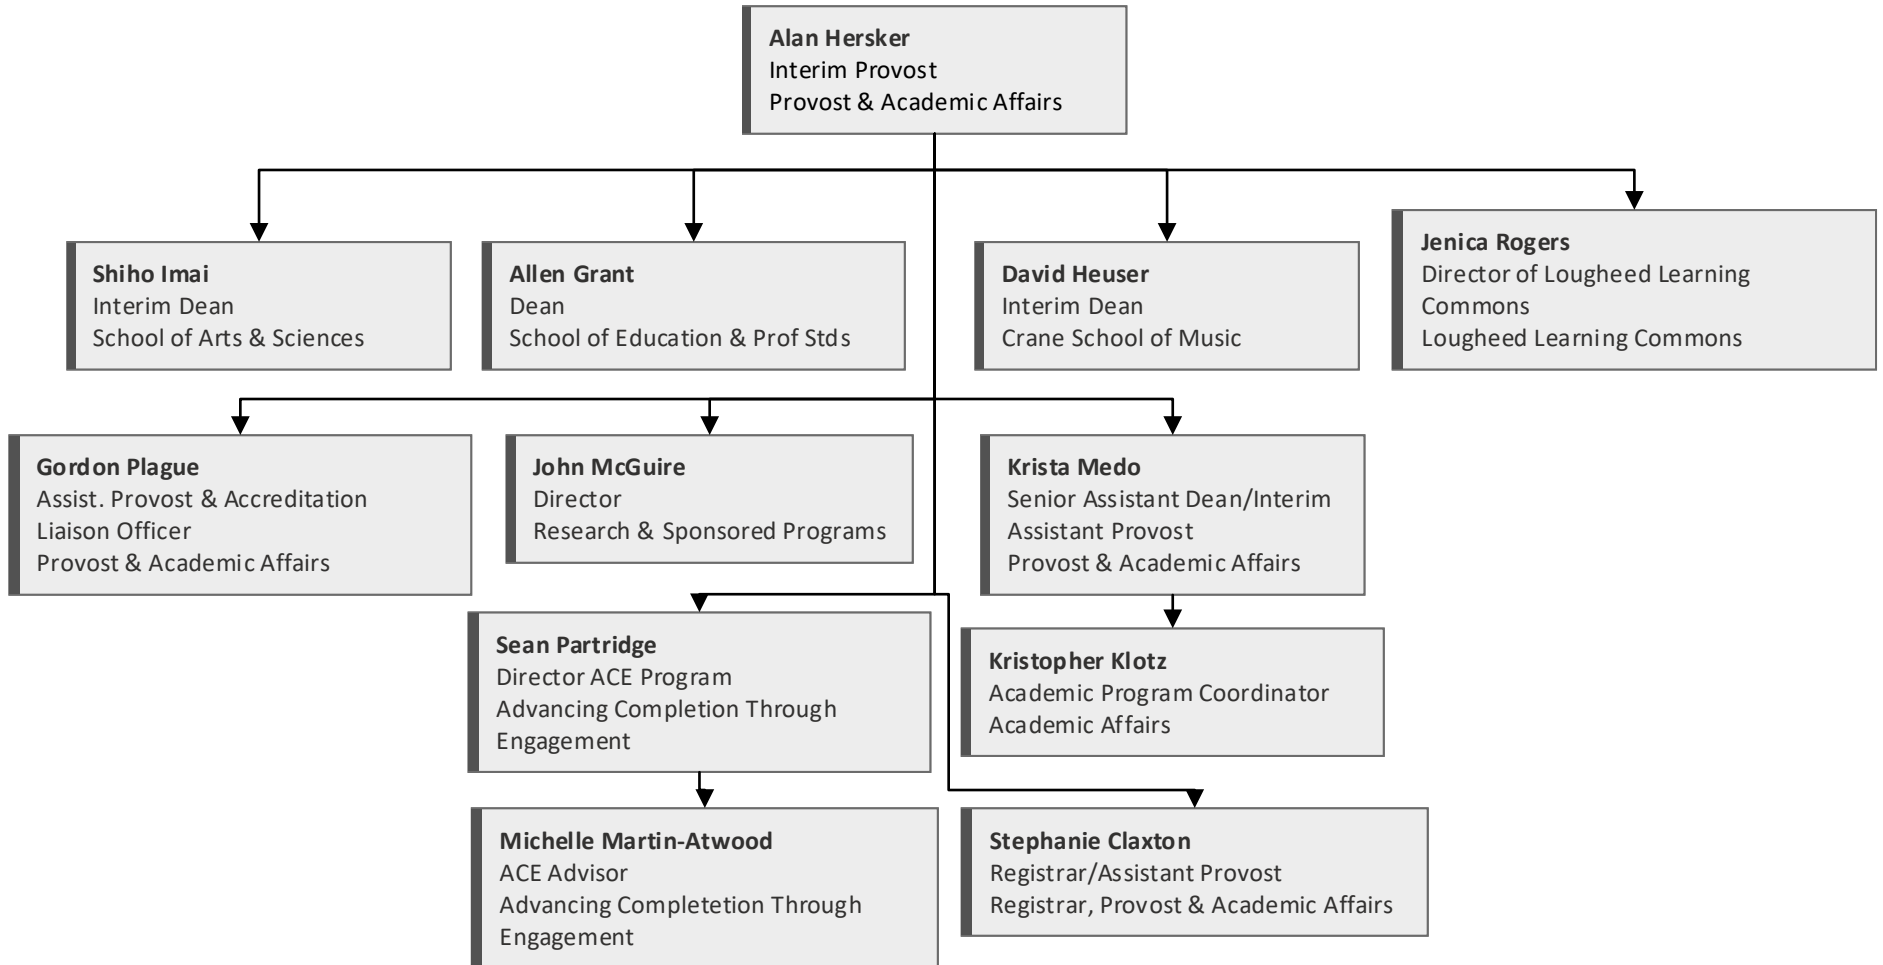 Alan Hersker
Interim Provost
Provost & Academic Affairs
Shiho Imai
Interim Dean
School of Arts & Sciences
Allen Grant
Dean
School of Education & Prof Stds
David Heuser
Interim Dean
Crane School of Music
Jenica Rogers
Director of Lougheed Learning
Commons
Lougheed Learning Commons
Gordon Plague
Assist. Provost & Accreditation
Liaison Officer
Provost & Academic Affairs
John McGuire
Director
Research & Sponsored Programs
Krista Medo
Senior Assistant Dean/Interim
Assistant Provost
Provost & Academic Affairs
Sean Partridge
Director ACE Program
Advancing Completion Through
Engagement
Kristopher Klotz
Academic Program Coordinator
Academic Affairs
Michelle Martin-Atwood
ACE Advisor
Advancing Completetion Through
Engagement
Stephanie Claxton
Registrar/Assistant Provost
Registrar, Provost & Academic Affairs